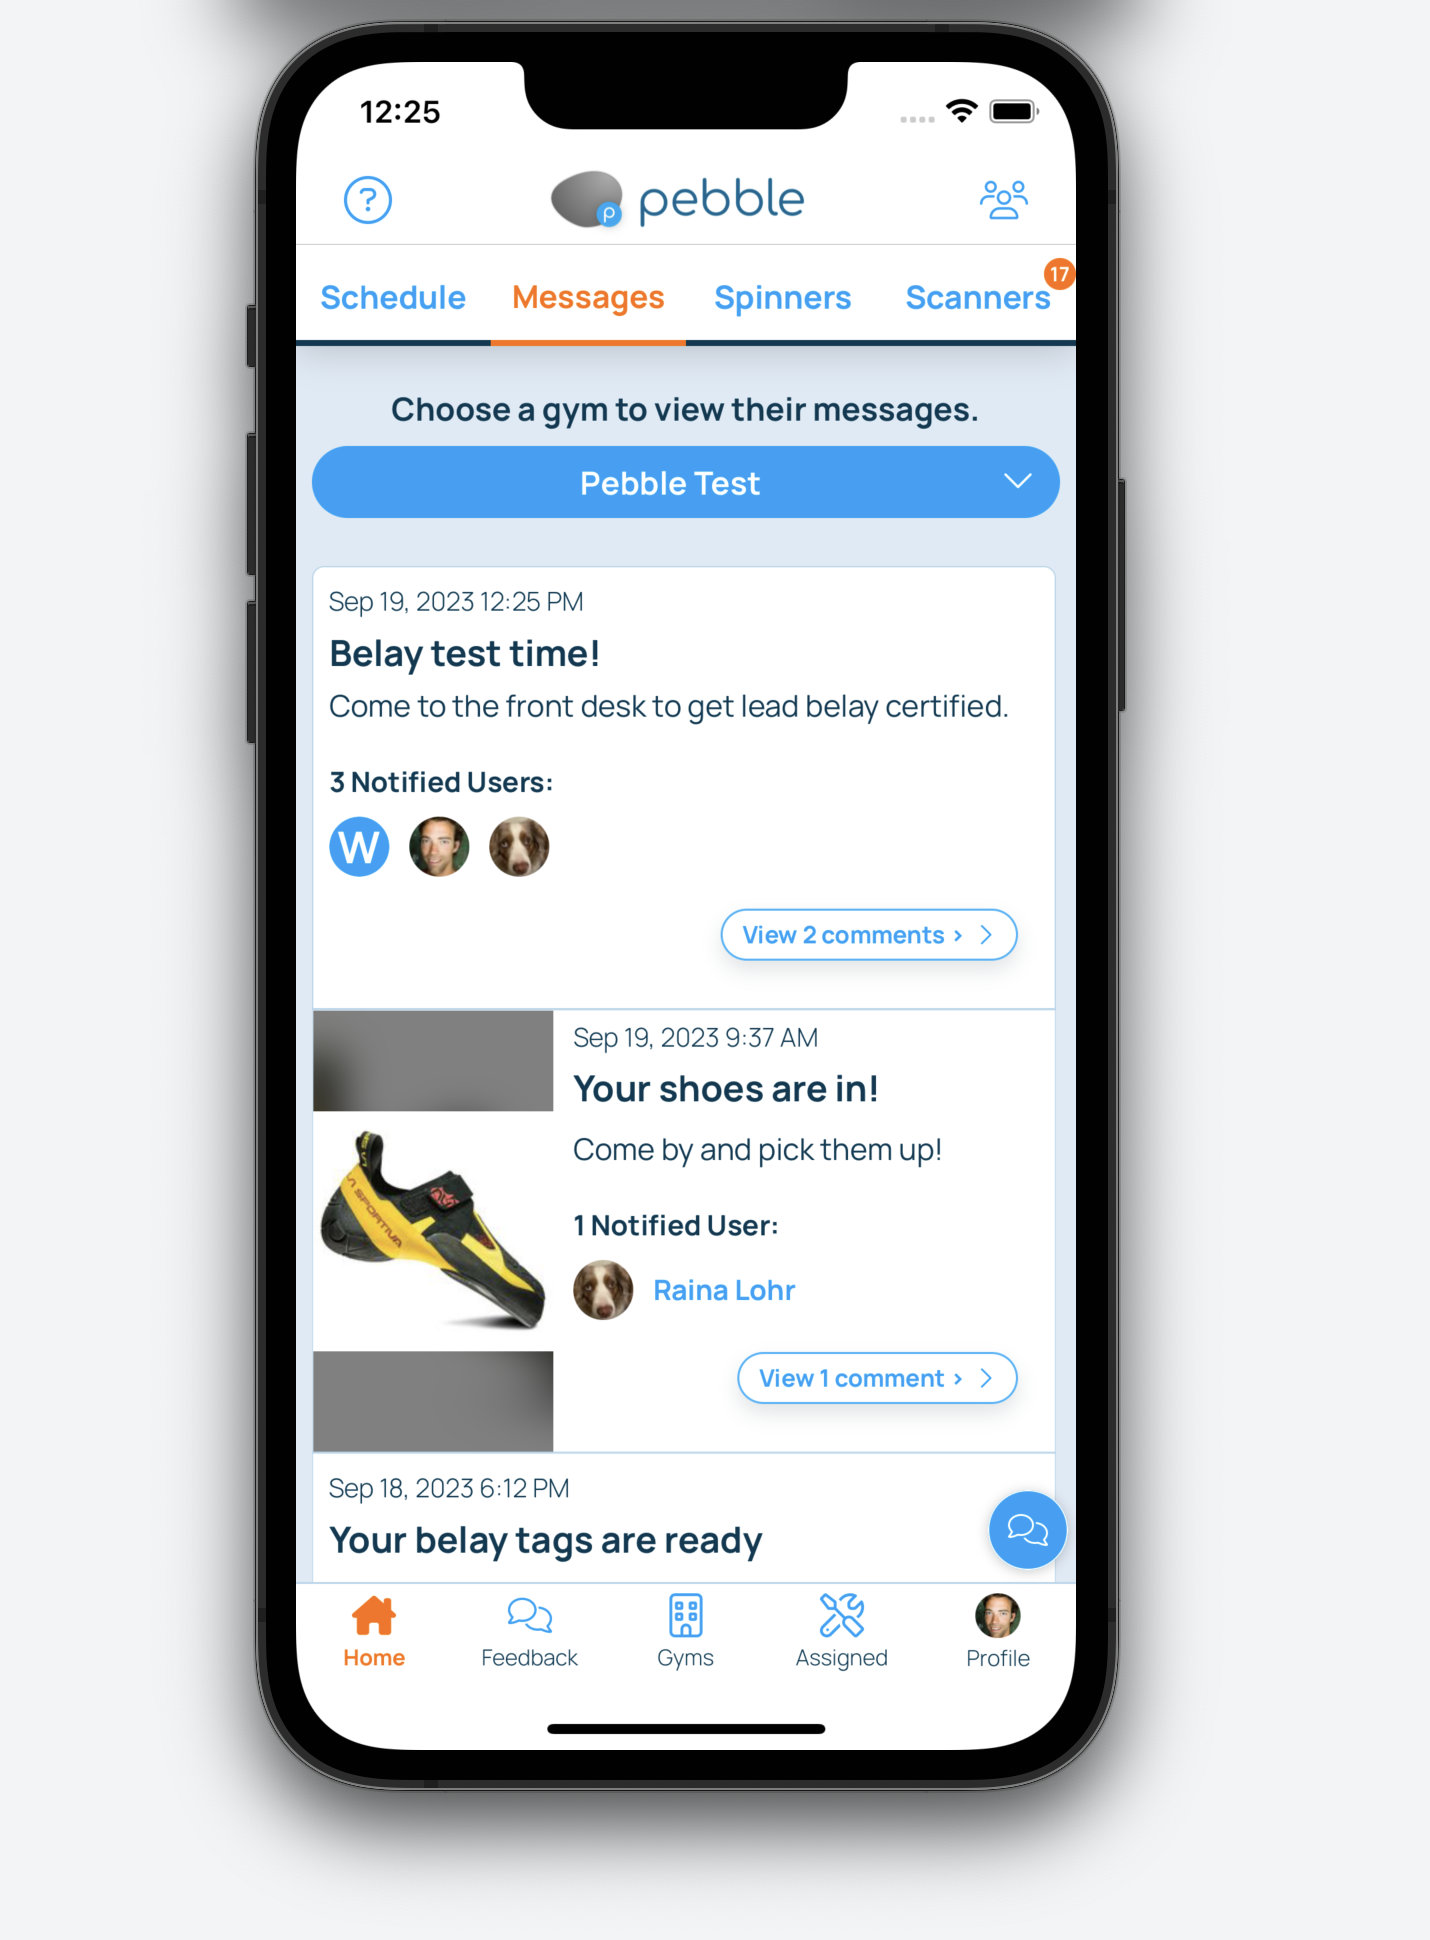 12:25
?
p
pebble
17
Schedule Messages Spinners Scanners
Choose a gym to view their messages.
Pebble Test
Sep 19, 2023 12:25 PM
Belay test time!
Come to the front desk to get lead belay certified.
3 Notified Users:
W
View 2 comments ›
Sep 19, 2023 9:37 AM
Your shoes are in!
Come by and pick them up!
LA SPORTIVA
1 Notified User:
Raina Lohr
View 1 comment ›
Sep 18, 2023 6:12 PM
Your belay tags are ready
Home Feedback Gyms Assigned Profile